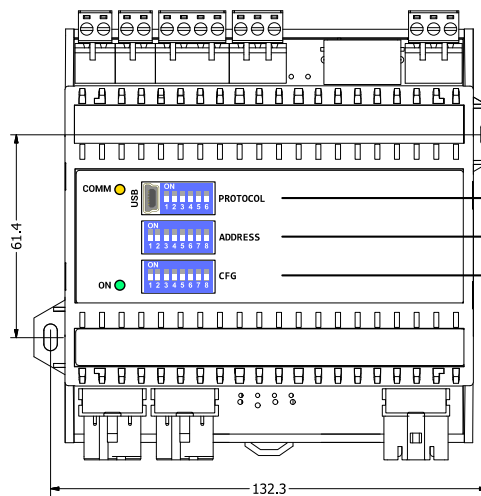 COMM
USB
ON
1 2 3 4 5 6
PROTOCOL
ON
1 2 3 4 5 6 7 8
ADDRESS
ON
1 2 3 4 5 6 7 8
CFG
ON
61.4
132.3